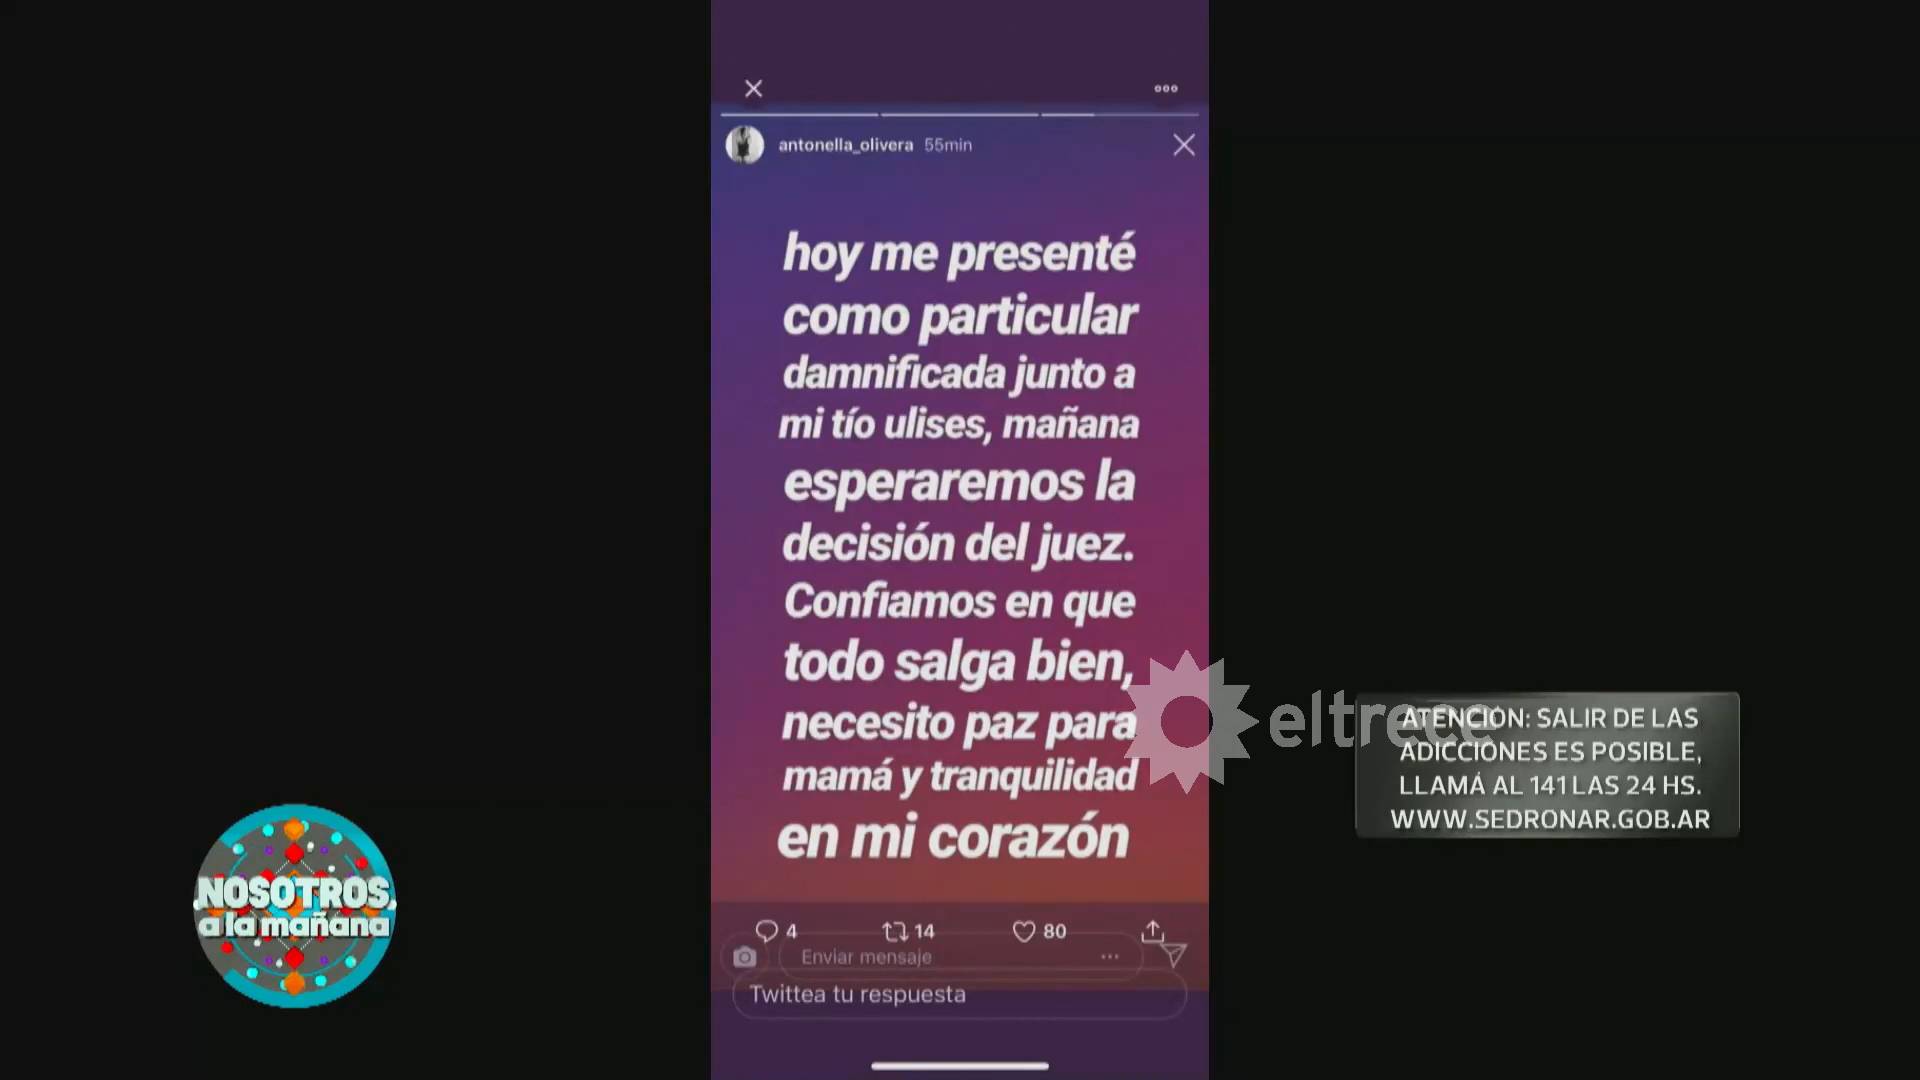 antonella_olivera 55min
hoy me presenté
como particular
damnificada junto a
mi tío ulises, mañana
esperaremos la
decisión del juez.
Confiamos en que
todo salga bien,
necesito paz para
mamá y tranquilidad
en mi corazón
4 14 80
Enviar mensaje
Twittea tu respuesta
eltrece
ATENCIÓN: SALIR DE LAS
ADICCIONES ES POSIBLE,
LLAMÁ AL 141 LAS 24 HS.
WWW.SEDRONAR.GOB.AR
NOSOTROS
a la mañana